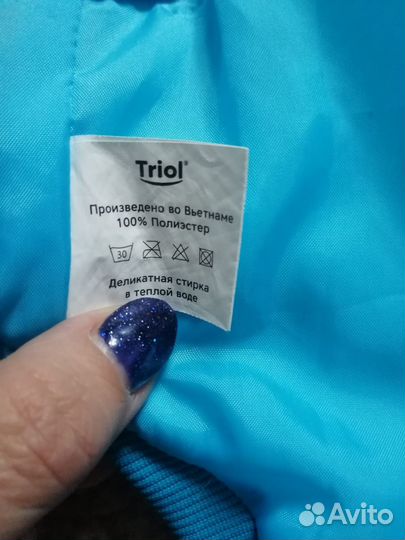 Triol®
Произведено во Вьетнаме
100% Полиэстер
30
Деликатная стирка
в теплой воде
Avito